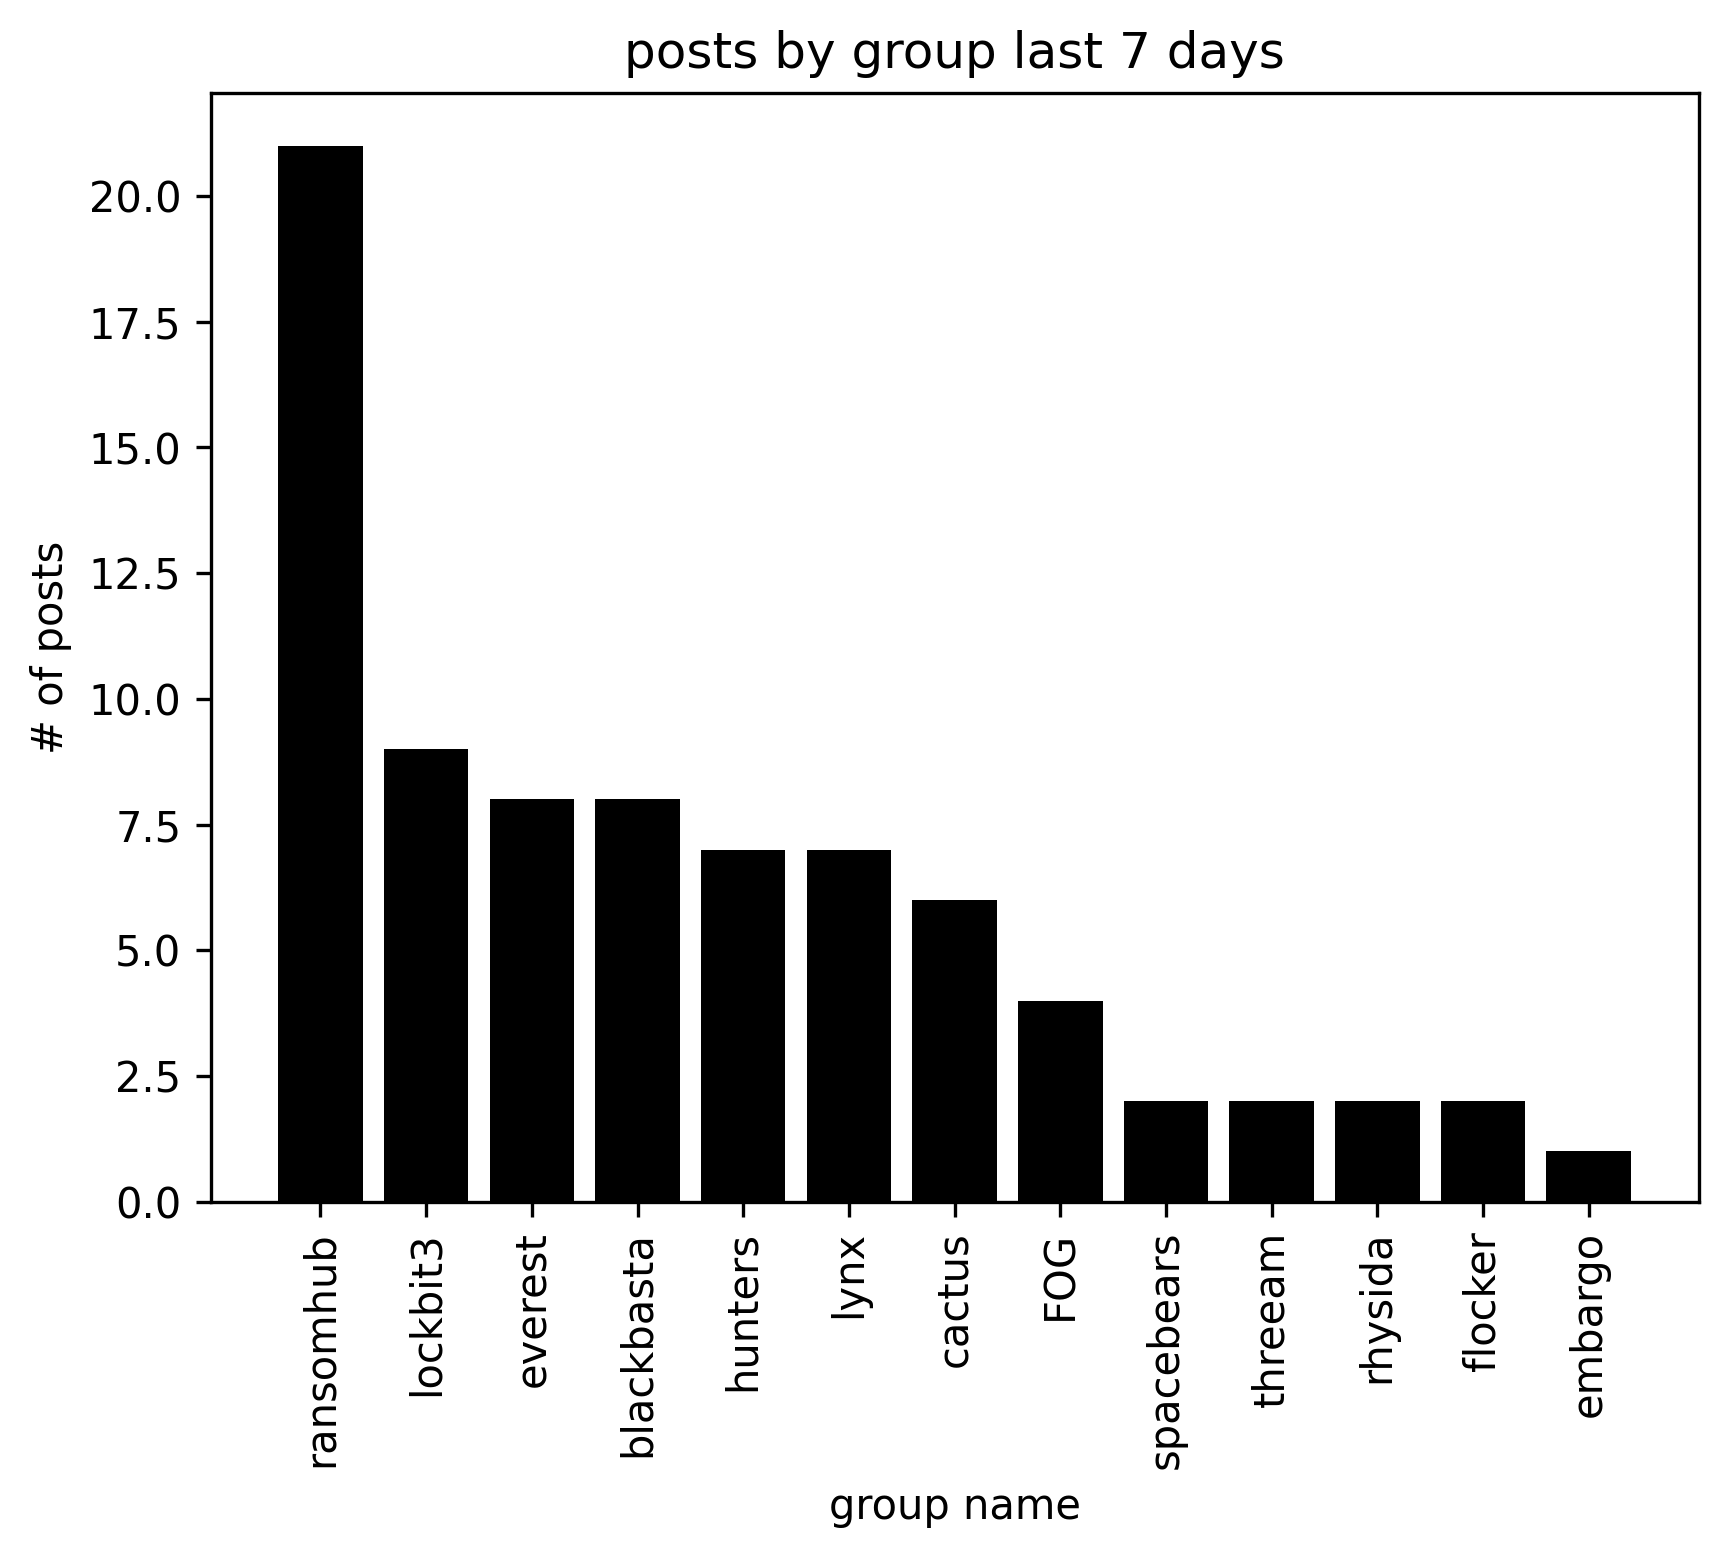 posts by group last 7 days
# of posts
20.0
17.5
15.0
12.5
10.0
7.5
5.0
2.5
0.0
ransomhub
lockbit3
everest
blackbasta
hunters
lynx
cactus
FOG
spacebears
threeam
rhysida
flocker
embargo
group name